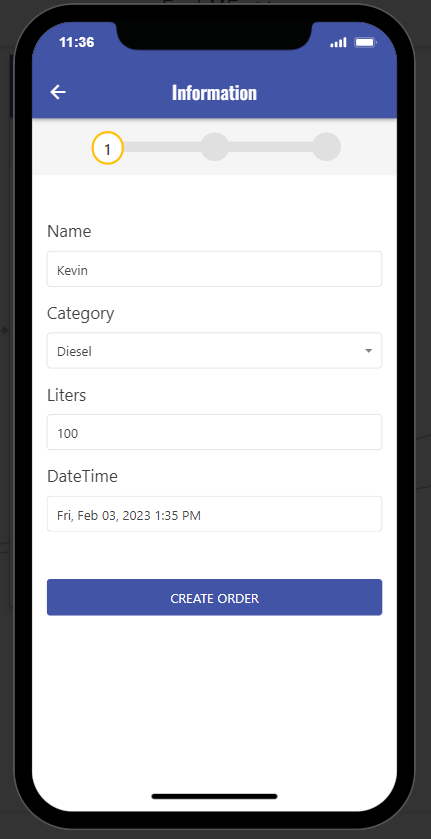 11:36
Information
1
Name
Kevin
Category
Diesel
Liters
100
DateTime
Fri, Feb 03, 2023 1:35 PM
CREATE ORDER